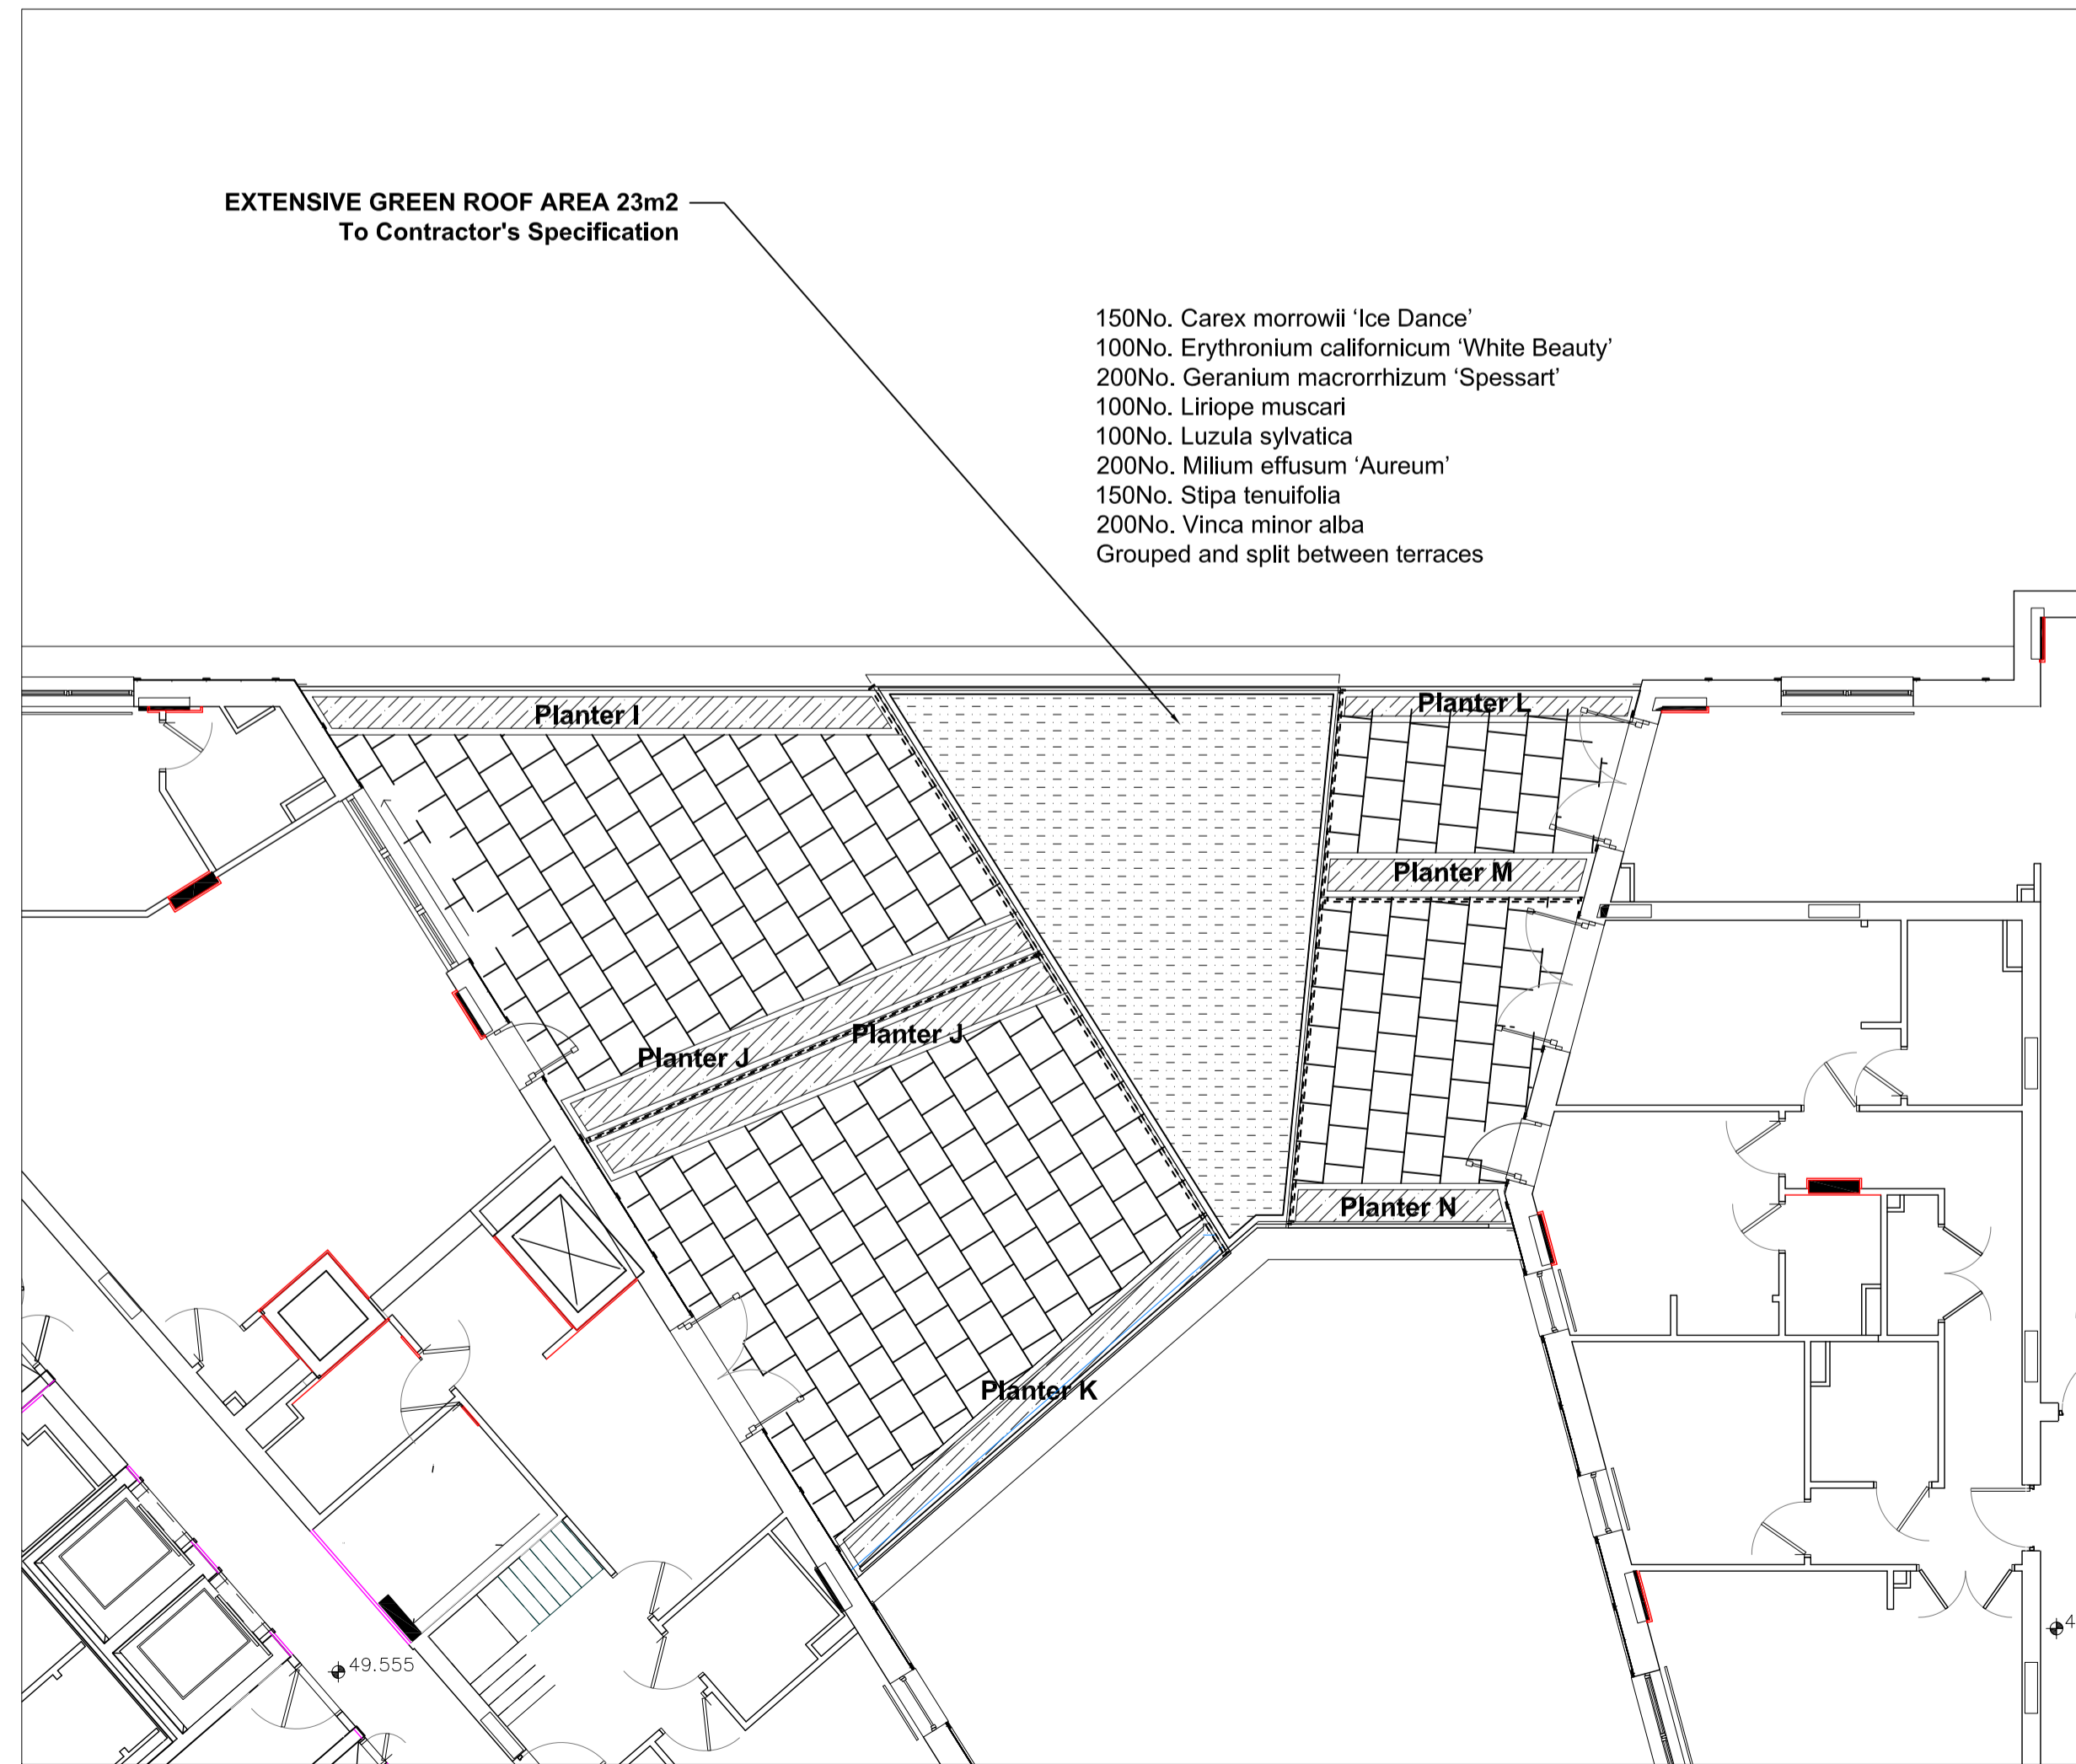 EXTENSIVE GREEN ROOF AREA 23m2
To Contractor's Specification
150No. Carex morrowii ‘Ice Dance’
100No. Erythronium californicum ‘White Beauty’
200No. Geranium macrorrhizum ‘Spessart’
100No. Liriope muscari
100No. Luzula sylvatica
200No. Milium effusum ‘Aureum’
150No. Stipa tenuifolia
200No. Vinca minor alba
Grouped and split between terraces
Planter I
Planter L
Planter M
Planter J
Planter J
Planter N
Planter K
49.555
4